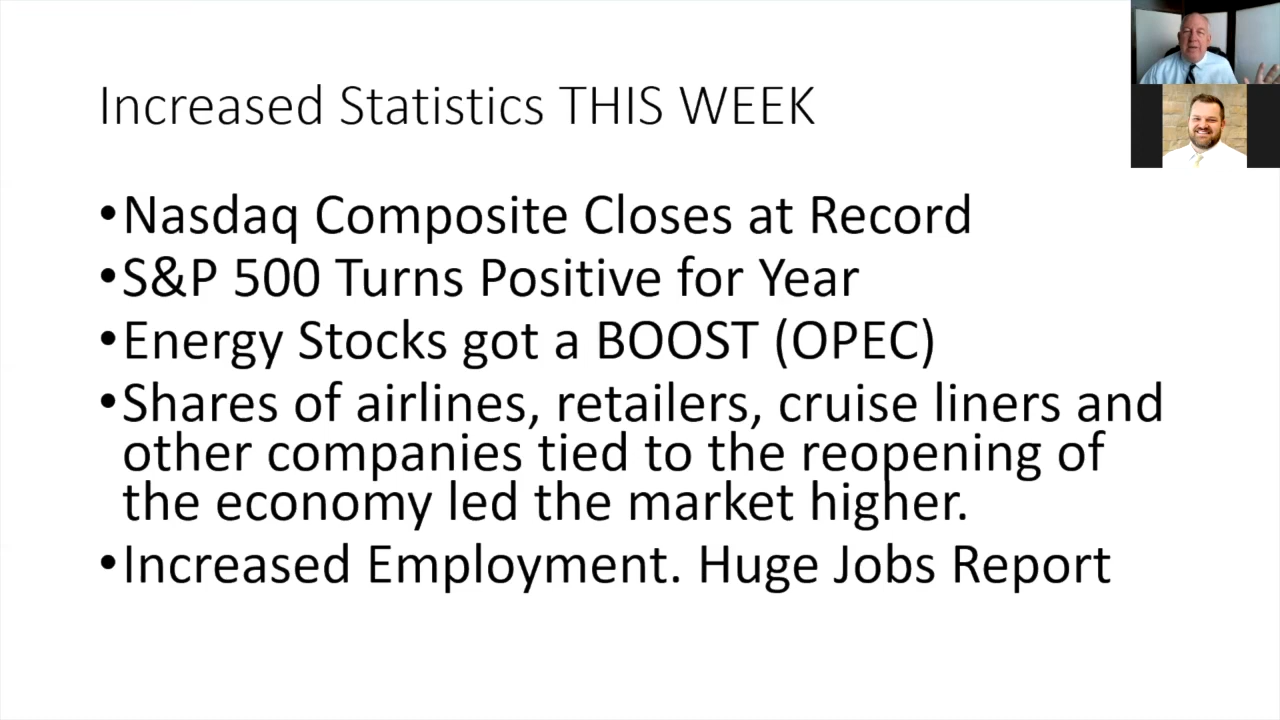 Increased Statistics THIS WEEK
•Nasdaq Composite Closes at Record
•S&P 500 Turns Positive for Year
•Energy Stocks got a BOOST (OPEC)
•Shares of airlines, retailers, cruise liners and
other companies tied to the reopening of
the economy led the market higher.
•Increased Employment. Huge Jobs Report